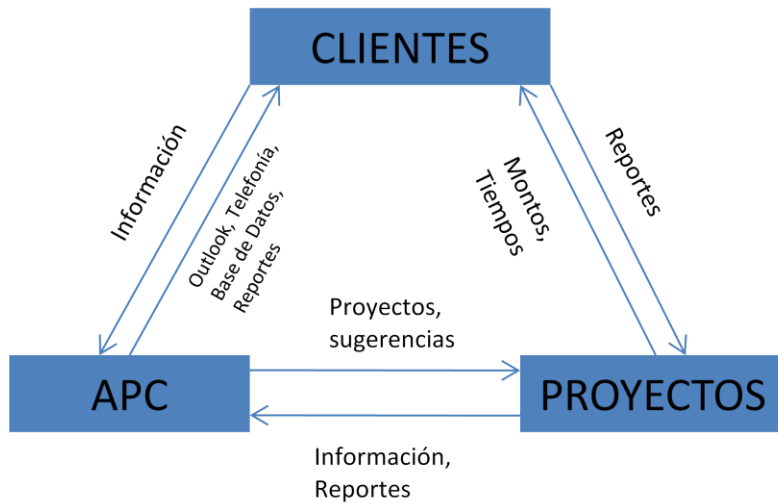 CLIENTES
Información
Outlook, Telefonía,
Base de Datos,
Reportes
Montos,
Tiempos
Reportes
Proyectos,
sugerencias
APC
PROYECTOS
Información,
Reportes